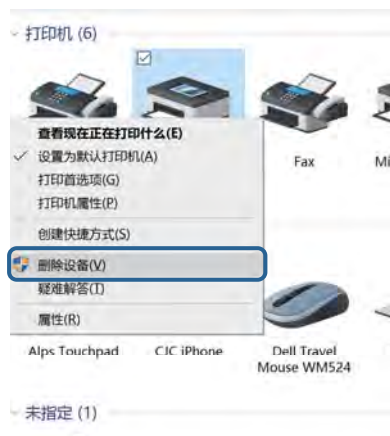 打印机 (6)
查看现在正在打印什么(E)
设置为默认打印机(A)
打印首选项(G)
打印机属性(P)
创建快捷方式(S)
删除设备(V)
疑难解答(T)
属性(R)
Fax
Mi
Alps Touchpad
CJC iPhone
Dell Travel
Mouse WM524
未指定 (1)